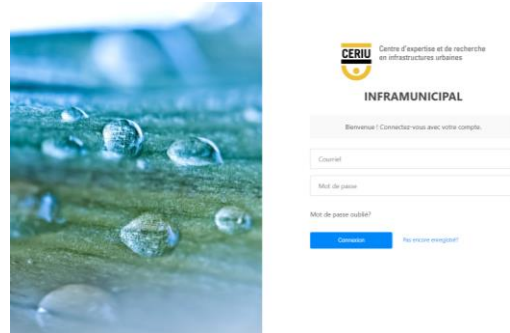 CERIU
Centre d'expertise et de recherche
en infrastructures urbaines
INFRAMUNICIPAL
Bienvenue ! Connectez-vous avec votre compte.
Courriel
Mot de passe
Mot de passe oublié?
Connexion
Pas encore enregistré?